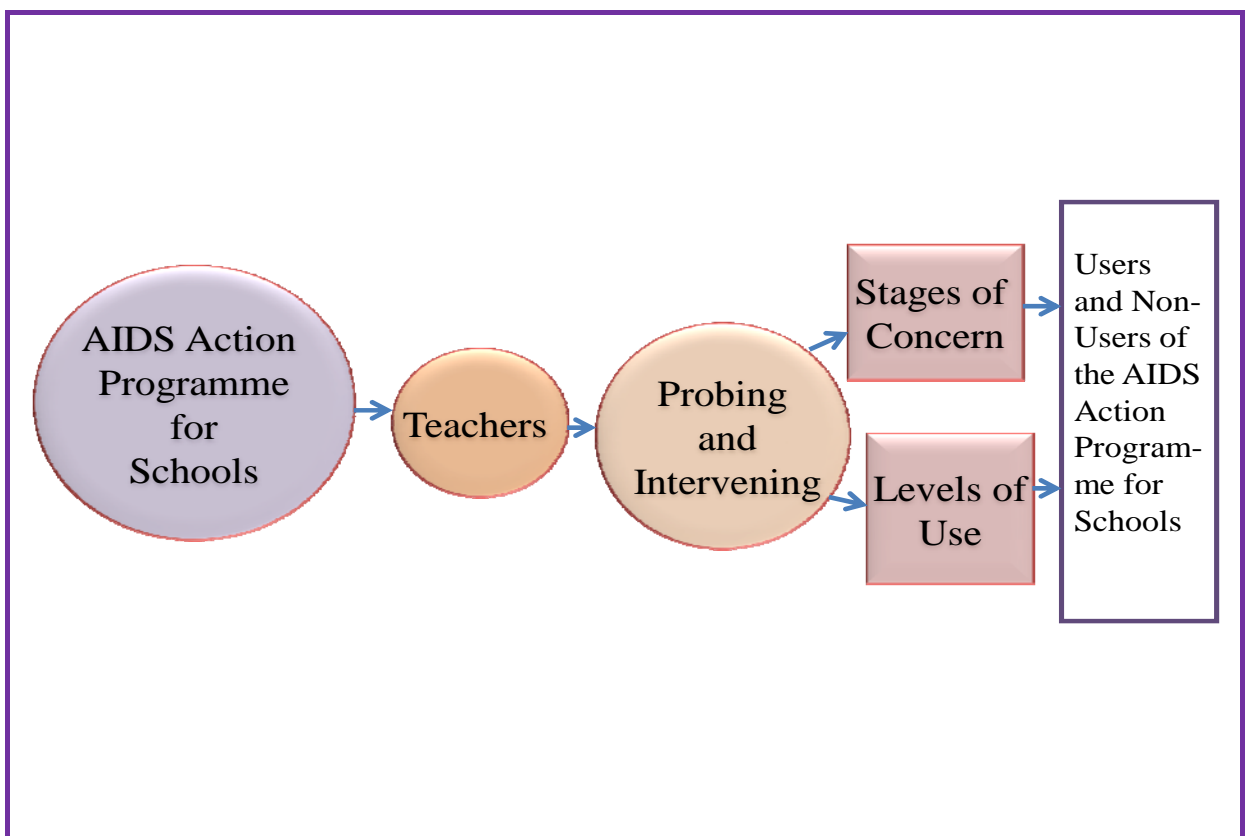 AIDS Action
Programme
for
Schools
Teachers
Probing
and
Intervening
Stages of
Concern
Levels of
Use
Users
and Non-
Users of
the AIDS
Action
Program-
me for
Schools